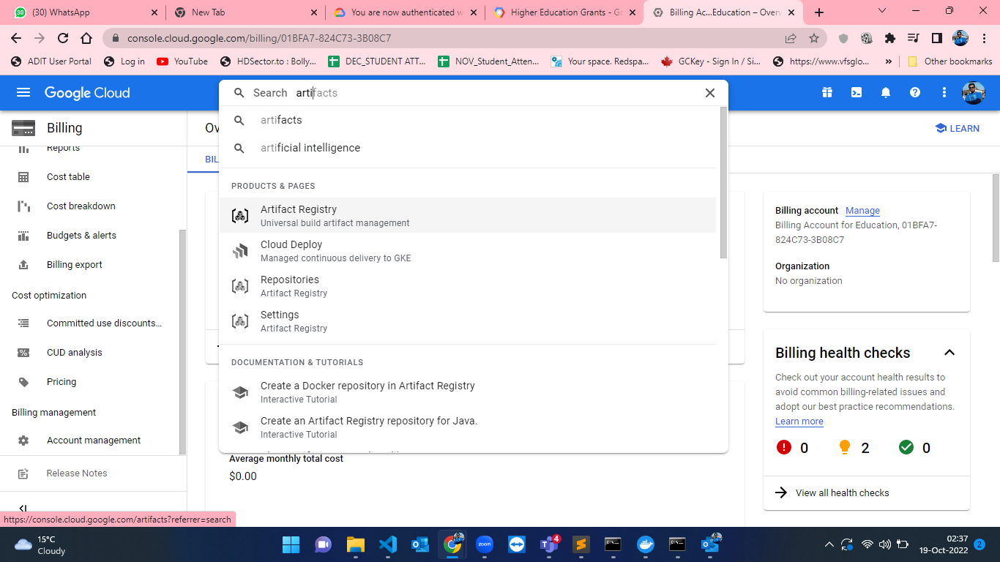 (30) WhatsApp
New Tab
You are now authenticated w
Higher Education Grants - Go
Billing Ac...Education – Overv
console.cloud.google.com/billing/01BFA7-824C73-3B08C7
ADIT User Portal
Log in
YouTube
HDSector.to : Bolly...
DEC_STUDENT ATT...
NOV_Student_Atten...
Your space. Redspa...
GCKey - Sign In / Si...
https://www.vfsglo...
»
Other bookmarks
Google Cloud
Search artifacts
Billing
Ov
LEARN
BIL
Reports
Cost table
Cost breakdown
Budgets & alerts
Billing export
Cost optimization
Committed use discounts...
CUD analysis
Pricing
Billing management
Account management
Release Notes
artifacts
artificial intelligence
PRODUCTS & PAGES
Artifact Registry
Universal build artifact management
Cloud Deploy
Managed continuous delivery to GKE
Repositories
Artifact Registry
Settings
Artifact Registry
DOCUMENTATION & TUTORIALS
Create a Docker repository in Artifact Registry
Interactive Tutorial
Create an Artifact Registry repository for Java.
Interactive Tutorial
Average monthly total cost
$0.00
Billing account Manage
Billing Account for Education, 01BFA7-
824C73-3B08C7
Organization
No organization
Billing health checks
Check out your account health results to
avoid common billing-related issues and
adopt our best practice recommendations.
Learn more
0 2 0
View all health checks
https://console.cloud.google.com/artifacts?referrer=search
15°C
Cloudy
zoom
4
02:37
19-Oct-2022
2